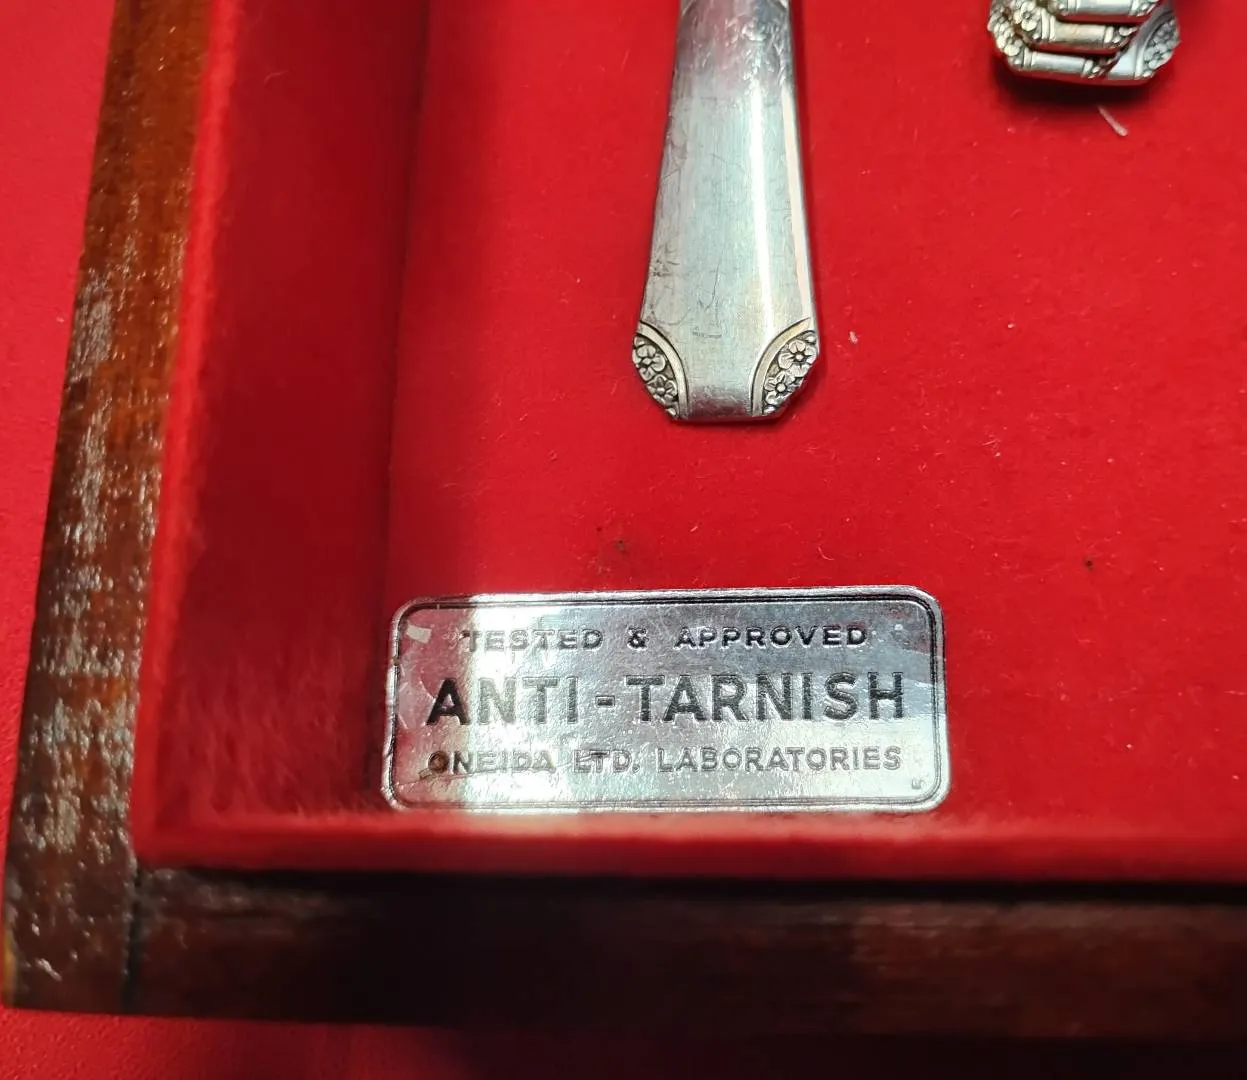 TESTED & APPROVED
ANTI-TARNISH
ONEIDA LTD. LABORATORIES